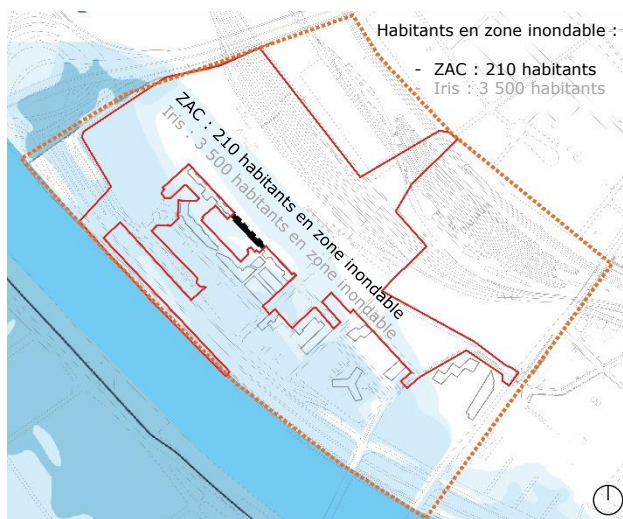 Habitants en zone inondable :
- ZAC : 210 habitants
Iris : 3 500 habitants
ZAC : 210 habitants en zone inondable
Iris : 3 500 habitants en zone inondable